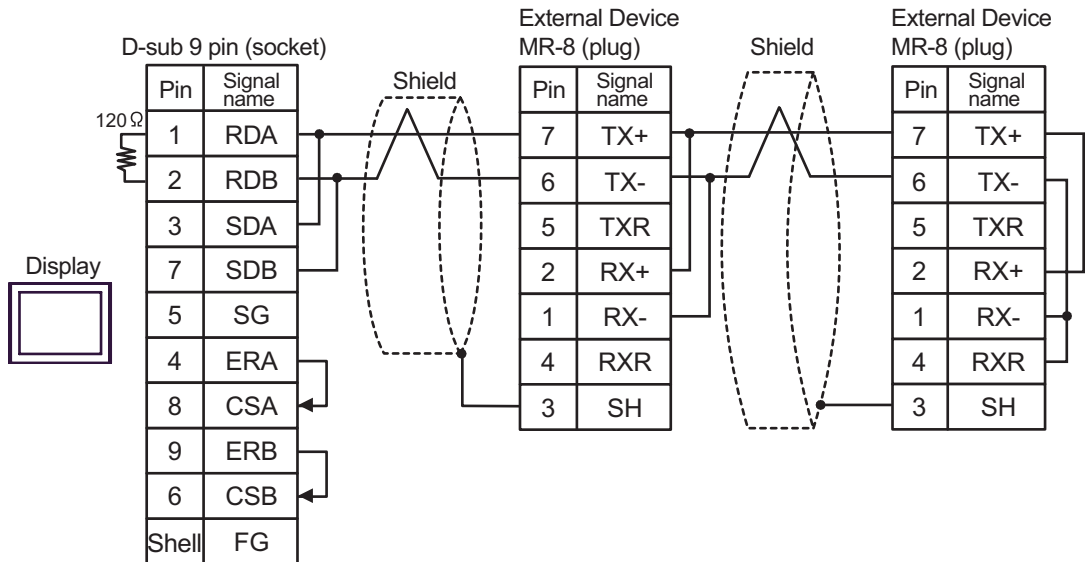 External Device
MR-8 (plug)
External Device
MR-8 (plug)
D-sub 9 pin (socket)
Shield
Shield
Pin Signal name
120 Ω
1 RDA
2 RDB
3 SDA
7 SDB
5 SG
4 ERA
8 CSA
9 ERB
6 CSB
Shell FG
Display
Pin Signal name
7 TX+
6 TX-
5 TXR
2 RX+
1 RX-
4 RXR
3 SH
Pin Signal name
7 TX+
6 TX-
5 TXR
2 RX+
1 RX-
4 RXR
3 SH